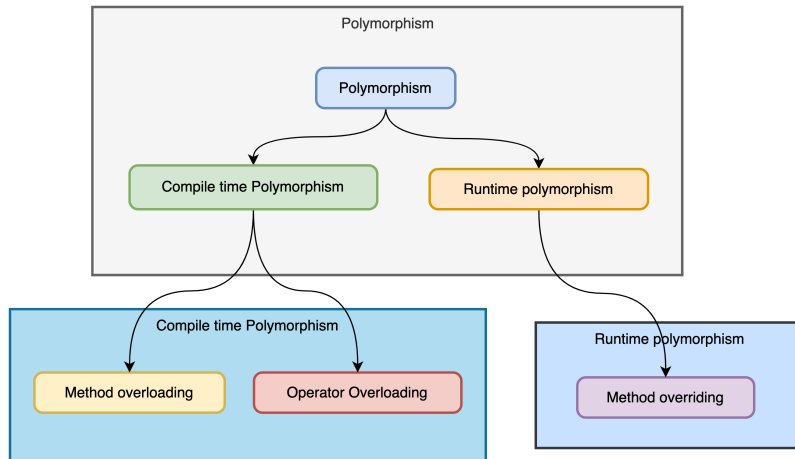 Polymorphism
Polymorphism
Compile time Polymorphism
Runtime polymorphism
Compile time Polymorphism
Runtime polymorphism
Method overloading
Operator Overloading
Method overriding